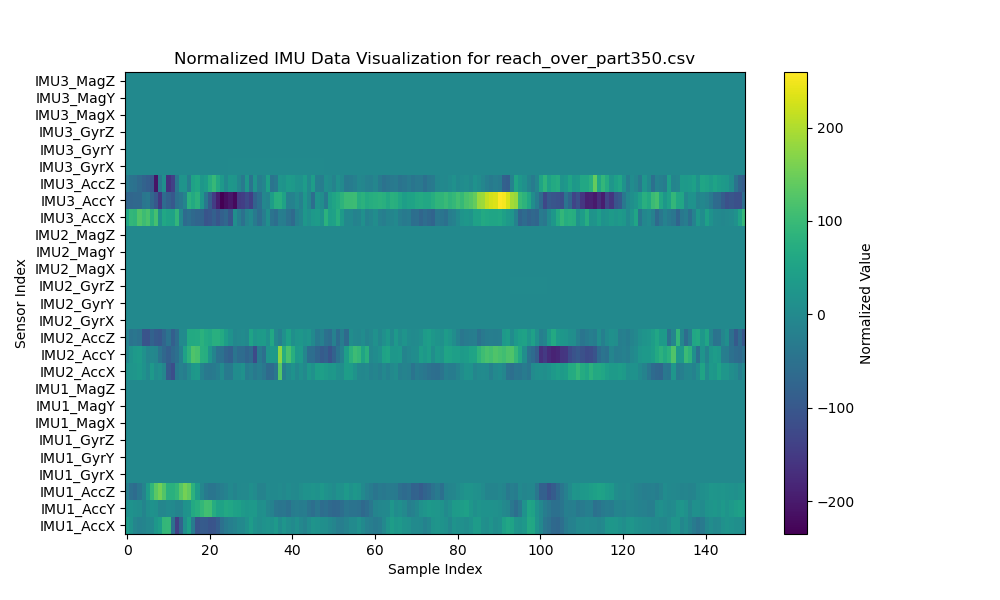 Normalized IMU Data Visualization for reach_over_part350.csv
IMU3_MagZ
IMU3_MagY
IMU3_MagX
IMU3_GyrZ
IMU3_GyrY
IMU3_GyrX
IMU3_AccZ
IMU3_AccY
IMU3_AccX
IMU2_MagZ
IMU2_MagY
IMU2_MagX
IMU2_GyrZ
IMU2_GyrY
IMU2_GyrX
IMU2_AccZ
IMU2_AccY
IMU2_AccX
IMU1_MagZ
IMU1_MagY
IMU1_MagX
IMU1_GyrZ
IMU1_GyrY
IMU1_GyrX
IMU1_AccZ
IMU1_AccY
IMU1_AccX
Sensor Index
0 20 40 60 80 100 120 140
Sample Index
200
100
0
−100
−200
Normalized Value